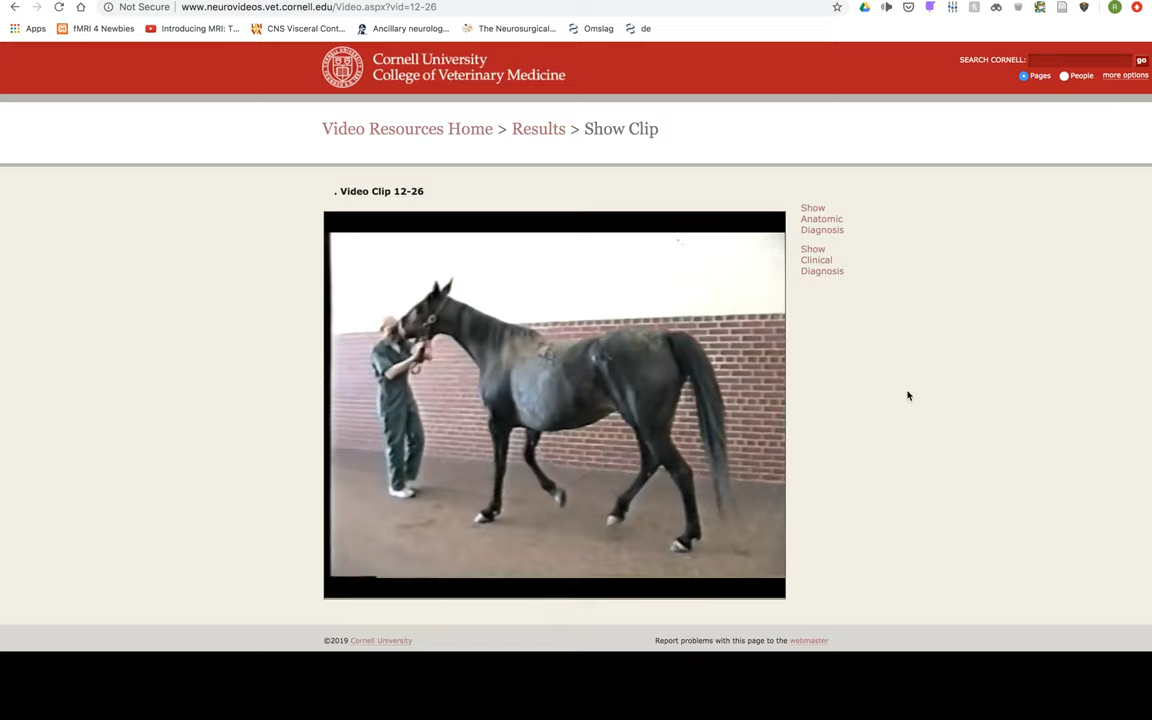 Not Secure www.neurovideos.vet.cornell.edu/Video.aspx?vid=12-26
Apps fMRI 4 Newbies Introducing MRI: T... CNS Visceral Cont... Ancillary neurolog... The Neurosurgical... Omslag de
Cornell University
College of Veterinary Medicine
SEARCH CORNELL: go
Pages People more options
Video Resources Home > Results > Show Clip
. Video Clip 12-26
Show
Anatomic
Diagnosis
Show
Clinical
Diagnosis
©2019 Cornell University
Report problems with this page to the webmaster